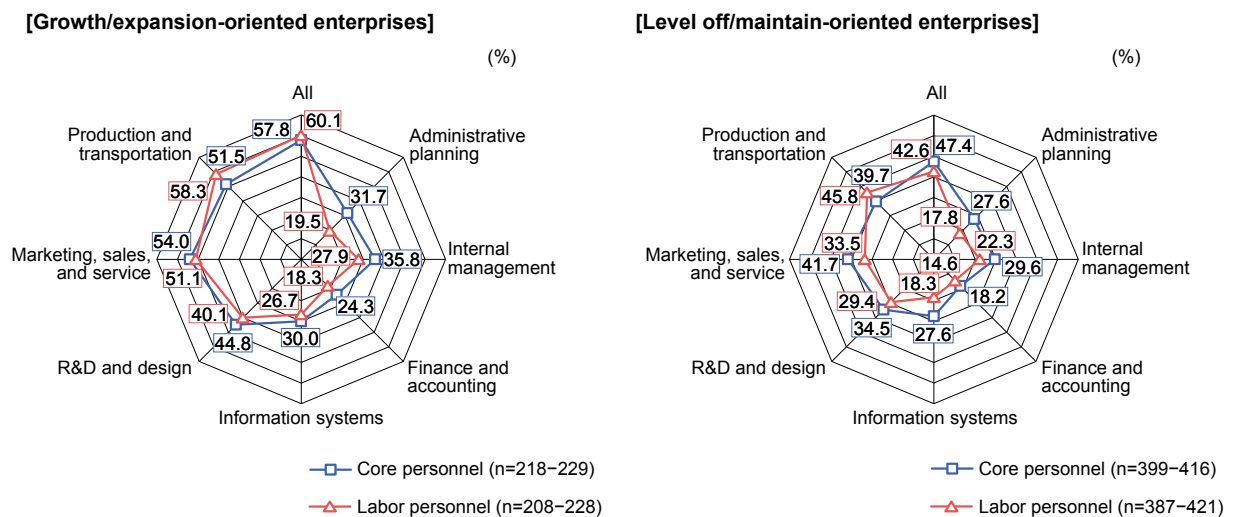 [Growth/expansion-oriented enterprises]
(%)
All
57.8
60.1
Production and
transportation
Administrative
planning
51.5
58.3
31.7
19.5
54.0
Marketing, sales,
and service
51.1
27.9
35.8
Internal
management
18.3
26.7
24.3
40.1
44.8
30.0
R&D and design
Finance and
accounting
Information systems
Core personnel (n=218−229)
Labor personnel (n=208−228)
[Level off/maintain-oriented enterprises]
(%)
All
42.6
47.4
Production and
transportation
Administrative
planning
39.7
45.8
27.6
17.8
33.5
22.3
Marketing, sales,
and service
41.7
14.6
29.6
Internal
management
18.3
29.4
18.2
34.5
27.6
R&D and design
Finance and
accounting
Information systems
Core personnel (n=399−416)
Labor personnel (n=387−421)